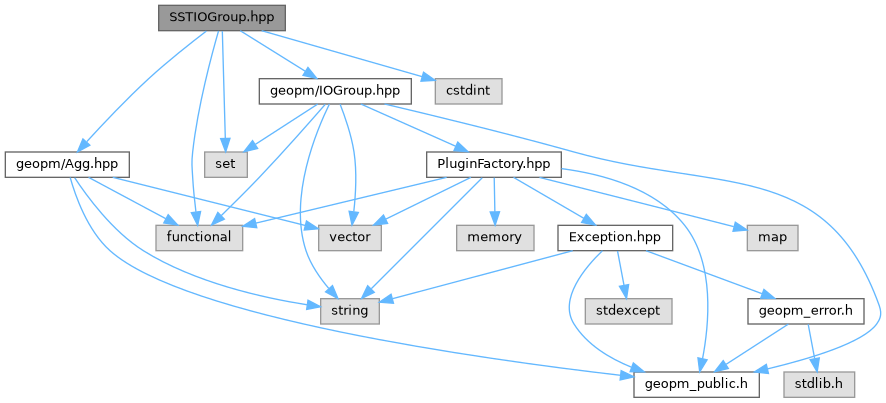 SSTIOGroup.hpp
geopm/IOGroup.hpp
cstdint
geopm/Agg.hpp
set
PluginFactory.hpp
functional
vector
memory
Exception.hpp
map
string
stdexcept
geopm_error.h
geopm_public.h
stdlib.h